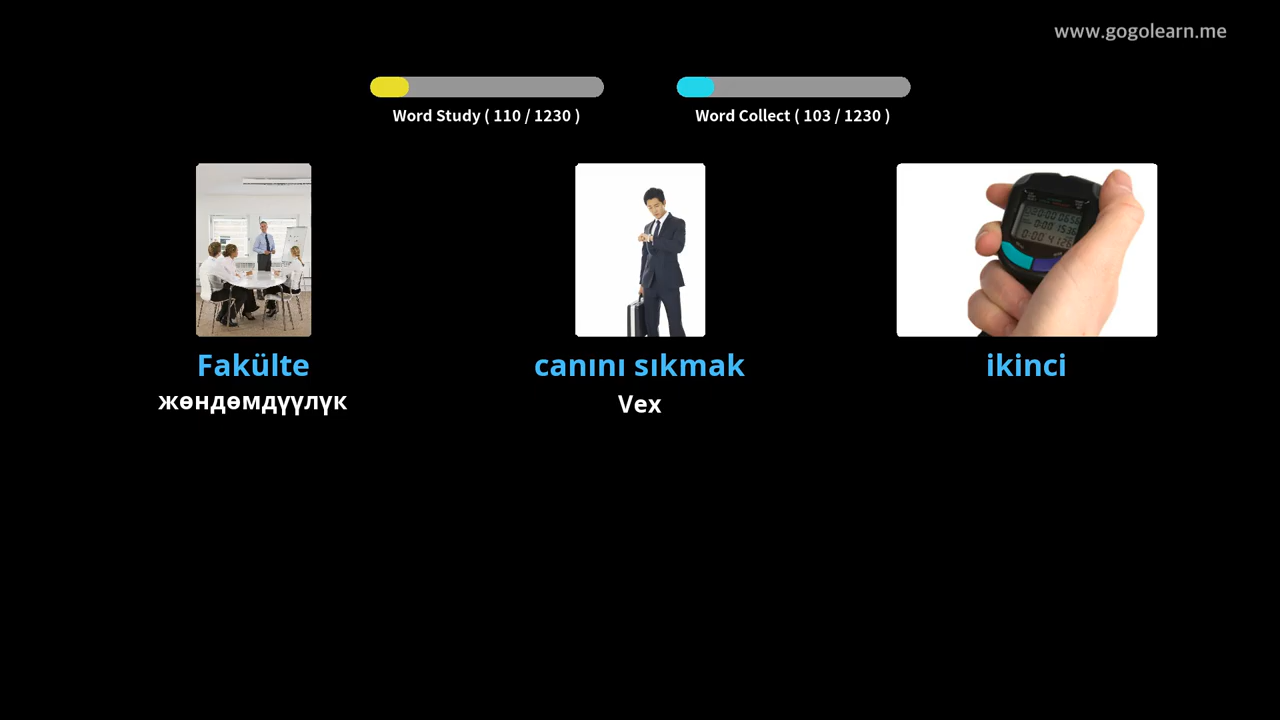 www.gogolearn.me
Word Study ( 110 / 1230 )
Word Collect ( 103 / 1230 )
Fakülte
жөндөмдүүлүк
canını sıkmak
Vex
ikinci